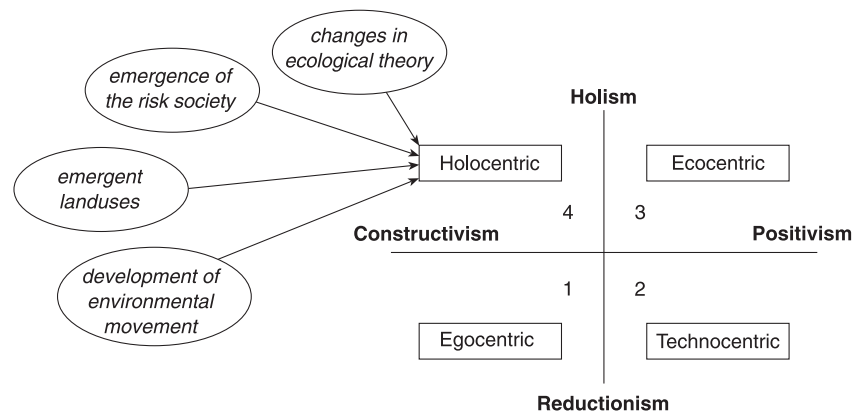 changes in
ecological theory
emergence of
the risk society
emergent
landuses
development of
environmental
movement
Holism
Holocentric
Ecocentric
4
3
Constructivism
Positivism
1
2
Egocentric
Technocentric
Reductionism